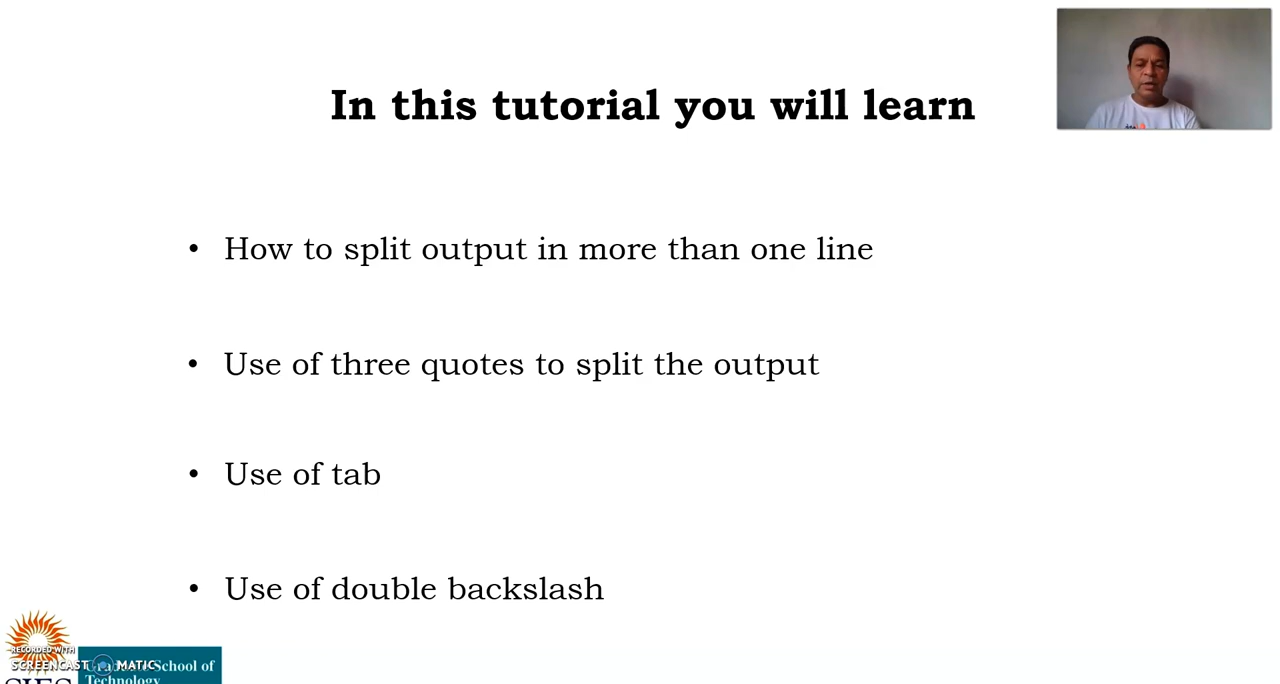 In this tutorial you will learn
• How to split output in more than one line
• Use of three quotes to split the output
• Use of tab
• Use of double backslash
RECORDED WITH
SCREENCAST MATIC
School of
Technology
SIES